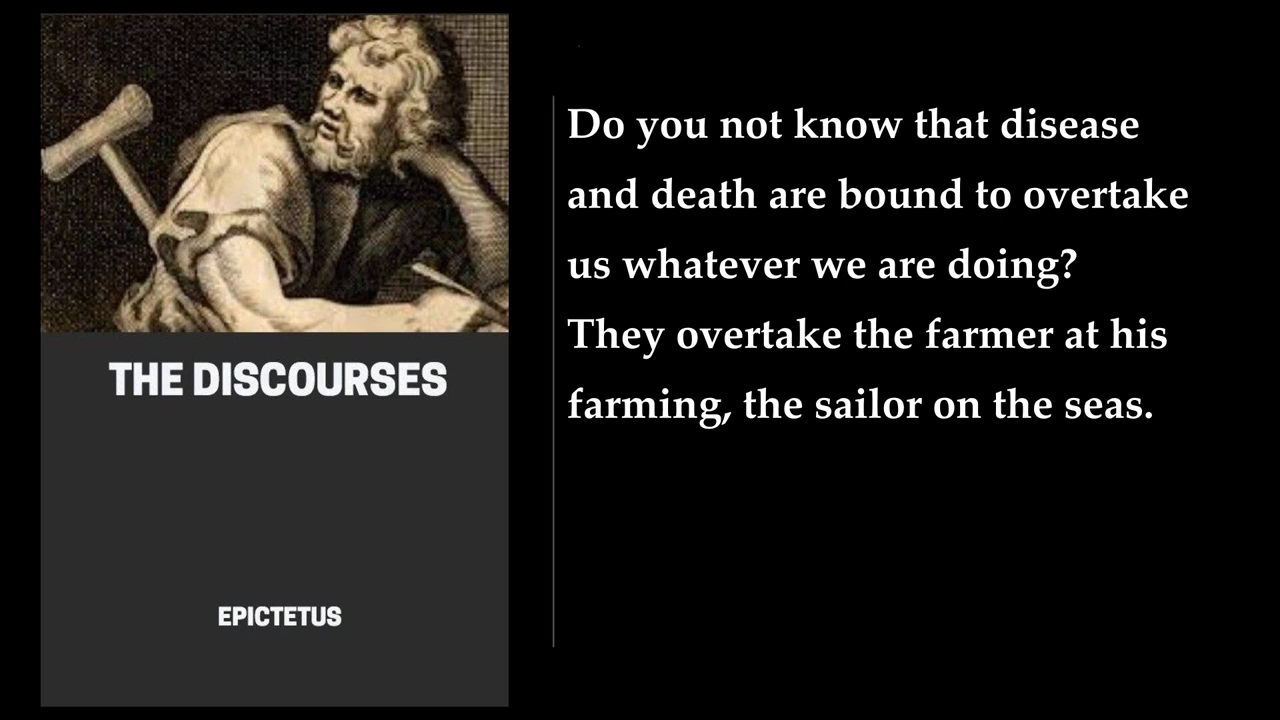 THE DISCOURSES
EPICTETUS
Do you not know that disease
and death are bound to overtake
us whatever we are doing?
They overtake the farmer at his
farming, the sailor on the seas.